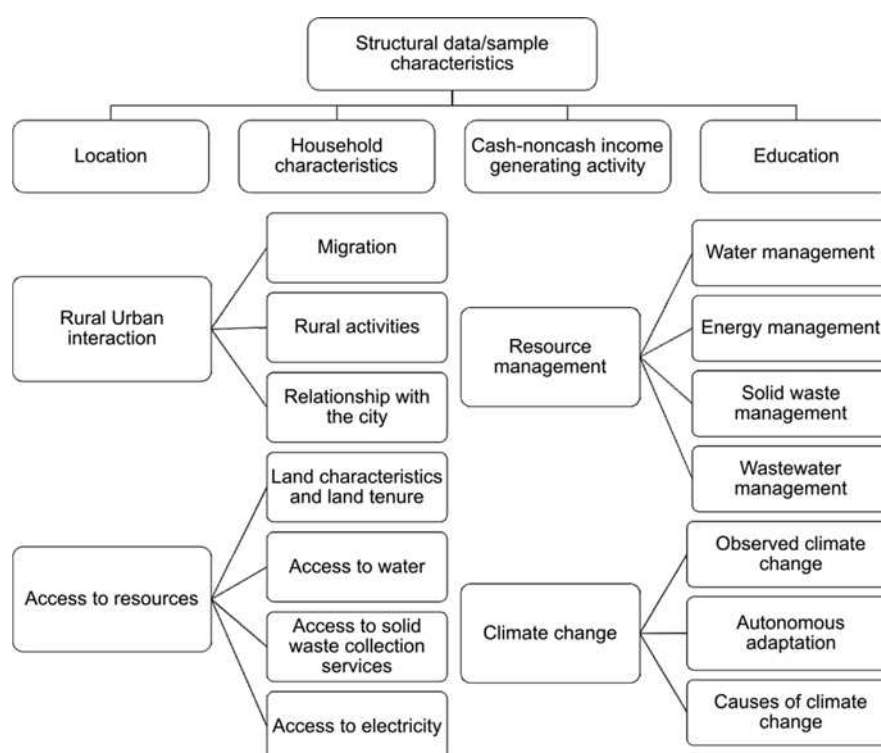 Structural data/sample
characteristics
Location
Household
characteristics
Cash-noncash income
generating activity
Education
Rural Urban
interaction
Migration
Rural activities
Relationship with
the city
Access to resources
Land characteristics
and land tenure
Access to water
Access to solid
waste collection
services
Access to electricity
Resource
management
Water management
Energy management
Solid waste
management
Wastewater
management
Climate change
Observed climate
change
Autonomous
adaptation
Causes of climate
change